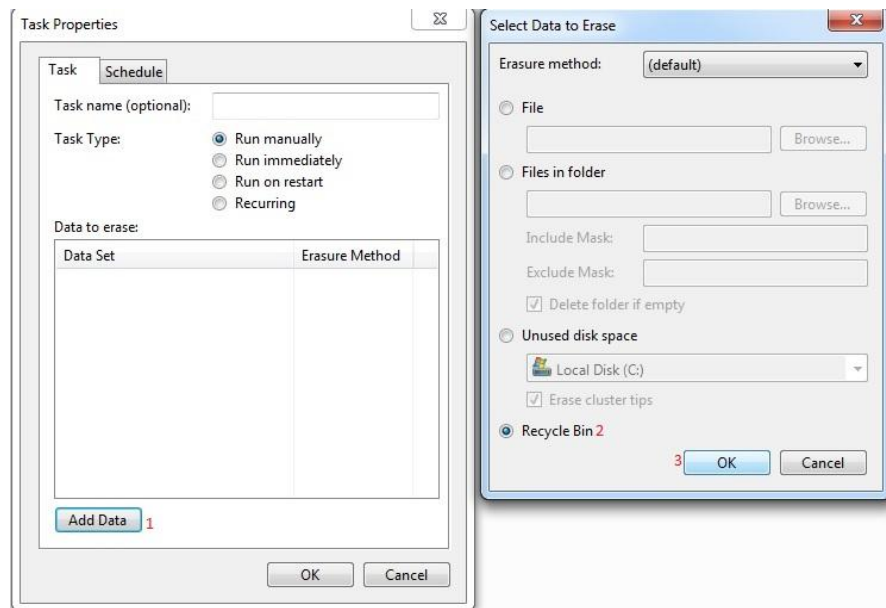 Task Properties
Task
Schedule
Task name (optional):
Task Type:
Run manually
Run immediately
Run on restart
Recurring
Data to erase:
Data Set
Erasure Method
Add Data 1
OK
Cancel
Select Data to Erase
Erasure method:
(default)
File
Browse...
Files in folder
Browse...
Include Mask:
Exclude Mask:
Delete folder if empty
Unused disk space
Local Disk (C:)
Erase cluster tips
Recycle Bin 2
3 OK
Cancel